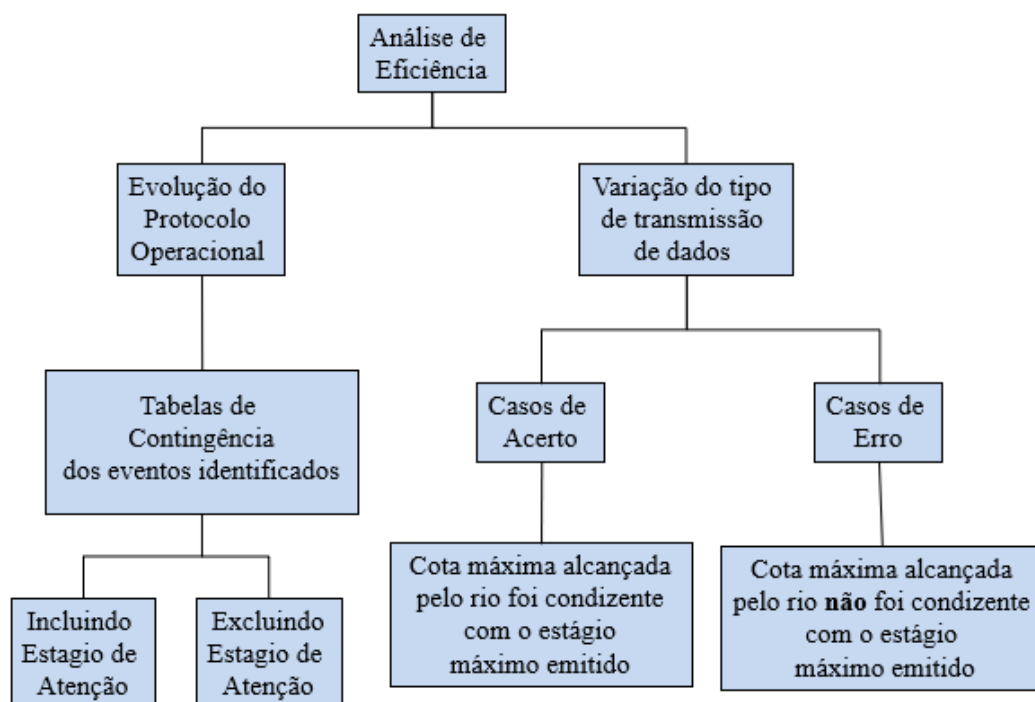 Análise de
Eficiência
Evolução do
Protocolo
Operacional
Variação do tipo
de transmissão
de dados
Tabelas de
Contingência
dos eventos identificados
Casos de
Acerto
Casos de
Erro
Incluindo
Estagio de
Atenção
Excluindo
Estagio de
Atenção
Cota máxima alcançada
pelo rio foi condizente
com o estágio
máximo emitido
Cota máxima alcançada
pelo rio não foi condizente
com o estágio
máximo emitido